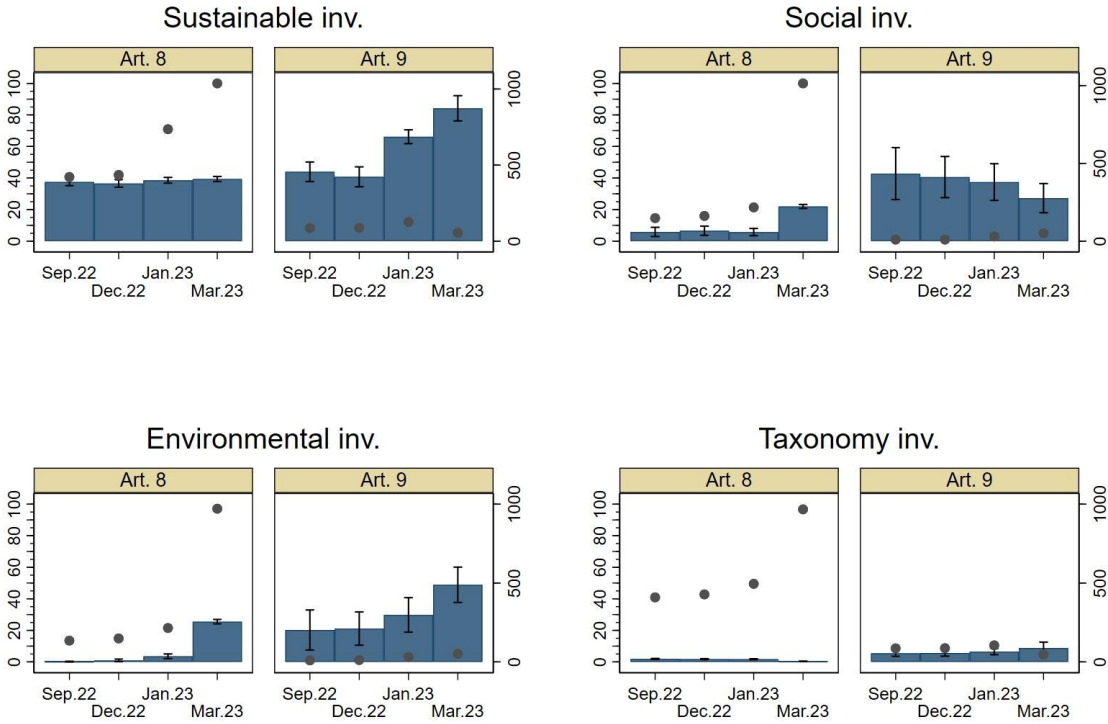 Sustainable inv.
Art. 8
Art. 9
100
80
60
40
20
0
1000
500
0
Sep.22
Dec.22
Jan.23
Mar.23
Sep.22
Dec.22
Jan.23
Mar.23
Social inv.
Art. 8
Art. 9
100
80
60
40
20
0
1000
500
0
Sep.22
Dec.22
Jan.23
Mar.23
Sep.22
Dec.22
Jan.23
Mar.23
Environmental inv.
Art. 8
Art. 9
100
80
60
40
20
0
1000
500
0
Sep.22
Dec.22
Jan.23
Mar.23
Sep.22
Dec.22
Jan.23
Mar.23
Taxonomy inv.
Art. 8
Art. 9
100
80
60
40
20
0
1000
500
0
Sep.22
Dec.22
Jan.23
Mar.23
Sep.22
Dec.22
Jan.23
Mar.23